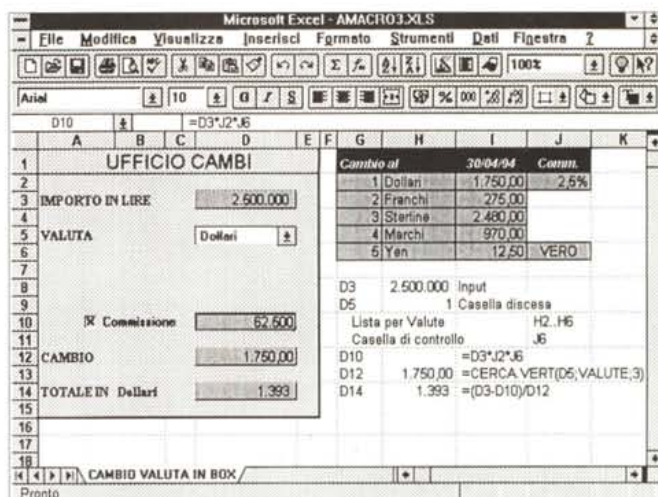 Microsoft Excel - AMACRO3.XLS
File Modifica Visualizza Inserisci Formato Strumenti Dati Finestra ?
100%
Arial 10 G I S % 000
D10 =D3*J2*J6
A B C D E F G H I J K
1 UFFICIO CAMBI Cambio al 30/04/94 Comm.
2 1 Dollari 1.750,00 2,5%
3 IMPORTO IN LIRE 2.500.000 2 Franchi 275,00
4 3 Sterline 2.480,00
5 VALUTA Dollari 4 Marchi 970,00
6 5 Yen 12,50 VERO
7
8 D3 2.500.000 Input
9 D5 1 Casella discesa
10 Commissione 62.500 Lista per Valute H2..H6
11 Casella di controllo J6
12 CAMBIO 1.750,00 D10 =D3*J2*J6
13 D12 1.750,00 =CERCA.VERT(D5;VALUTE;3)
14 TOTALE IN Dollari 1.393 D14 1.393 =(D3-D10)/D12
15
16
17
18
CAMBIO VALUTA IN BOX
Pronto